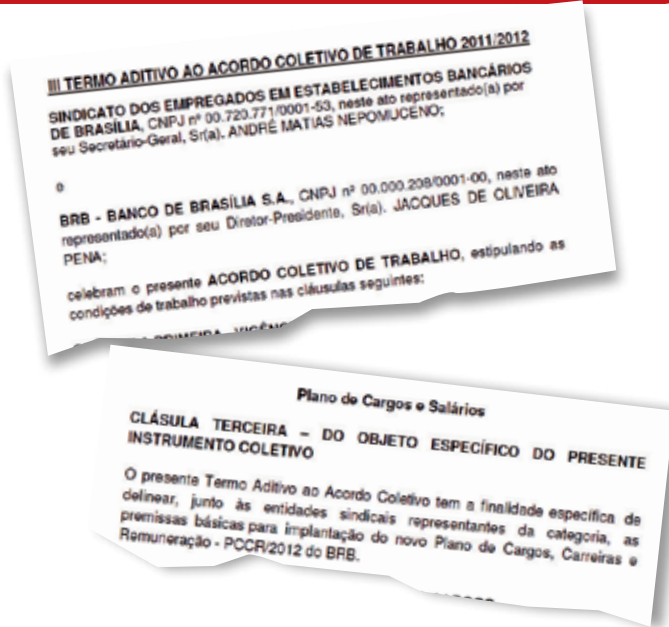 III TERMO ADITIVO AO ACORDO COLETIVO DE TRABALHO 2011/2012
SINDICATO DOS EMPREGADOS EM ESTABELECIMENTOS BANCÁRIOS
DE BRASÍLIA, CNPJ nº 00.720.771/0001-53, neste ato representado(a) por
seu Secretário-Geral, Sr(a). ANDRÉ MATIAS NEPOMUCENO;
e
BRB - BANCO DE BRASÍLIA S.A., CNPJ nº 00.000.208/0001-00, neste ato
representado(a) por seu Diretor-Presidente, Sr(a). JACQUES DE OLIVEIRA
PENA;
celebram o presente ACORDO COLETIVO DE TRABALHO, estipulando as
condições de trabalho previstas nas cláusulas seguintes:
PRIMEIRA
Plano de Cargos e Salários
CLÁSULA TERCEIRA – DO OBJETO ESPECÍFICO DO PRESENTE
INSTRUMENTO COLETIVO
O presente Termo Aditivo ao Acordo Coletivo tem a finalidade específica de
delinear, junto às entidades sindicais representantes da categoria, as
premissas básicas para implantação do novo Plano de Cargos, Carreiras e
Remuneração - PCCR/2012 do BRB.